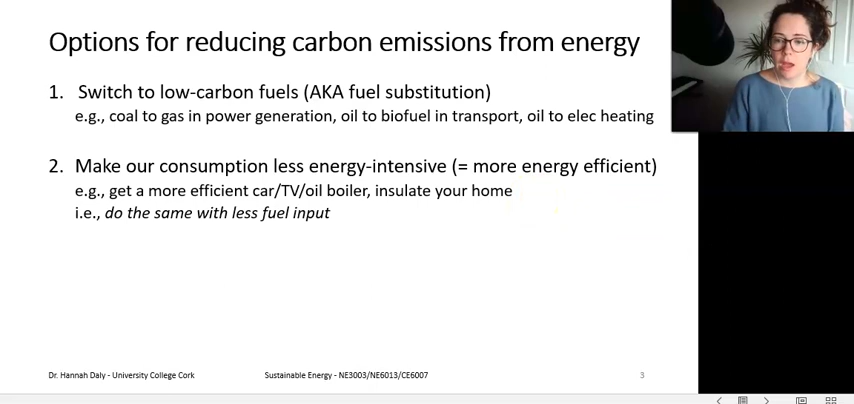 Options for reducing carbon emissions from energy
1. Switch to low-carbon fuels (AKA fuel substitution)
e.g., coal to gas in power generation, oil to biofuel in transport, oil to elec heating
2. Make our consumption less energy-intensive (= more energy efficient)
e.g., get a more efficient car/TV/oil boiler, insulate your home
i.e., do the same with less fuel input
Dr. Hannah Daly - University College Cork Sustainable Energy - NE3003/NE6013/CE6007 3